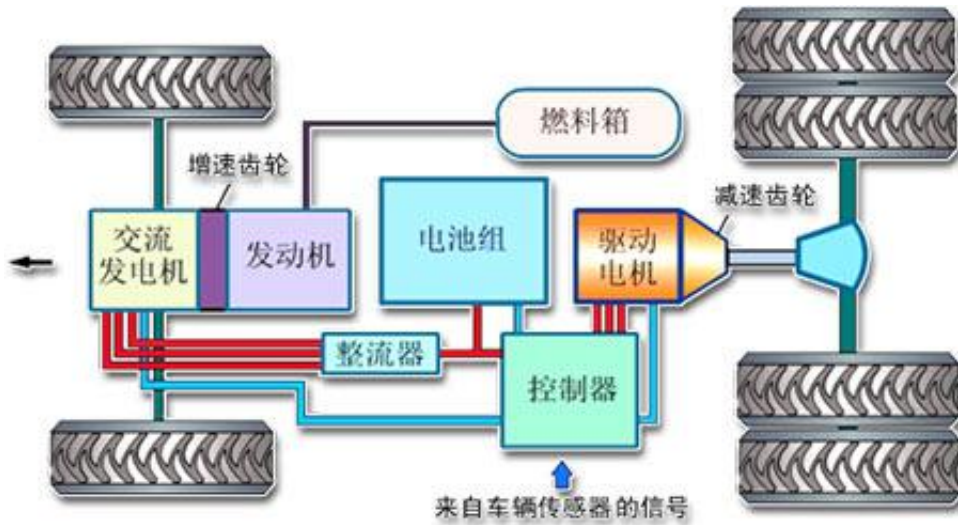 燃料箱
增速齿轮
减速齿轮
交流
发电机
发动机
电池组
驱动
电机
整流器
控制器
来自车辆传感器的信号